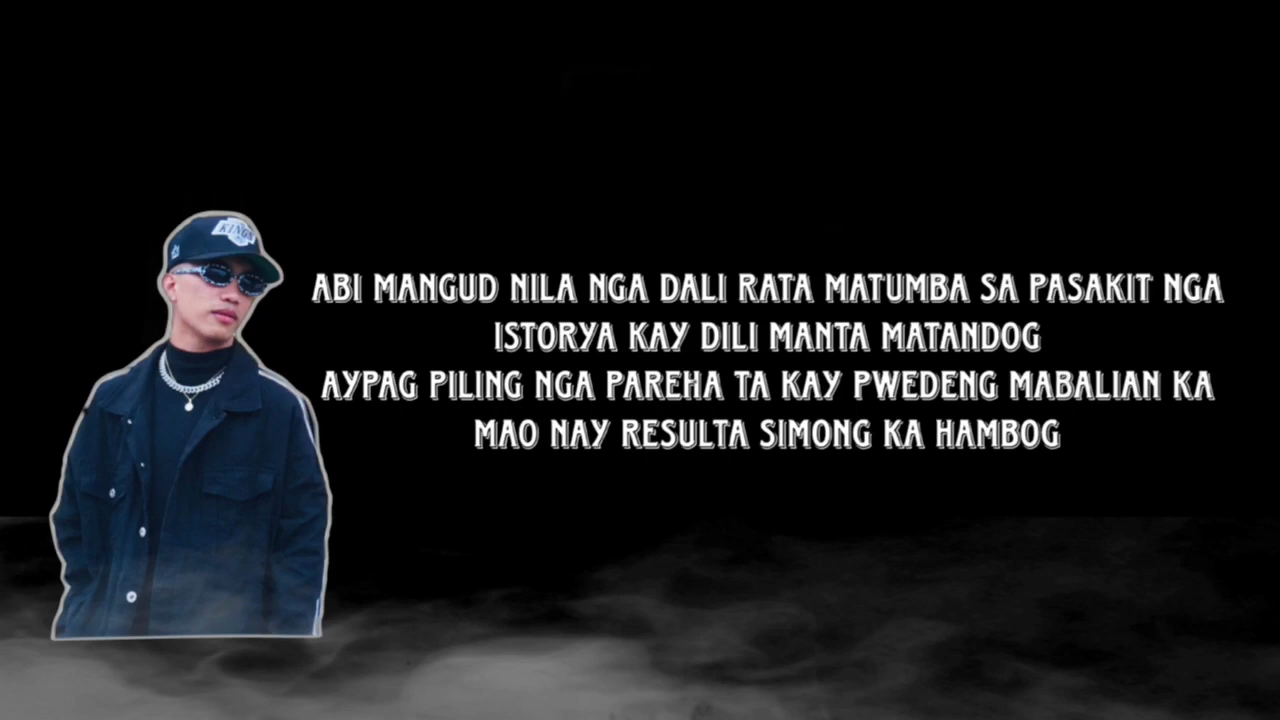 KINGS
ABI MANGUD NILA NGA DALI RATA MATUMBA SA PASAKIT NGA
ISTORYA KAY DILI MANTA MATANDOG
AYPAG PILING NGA PAREHA TA KAY PWEDENG MABALIAN KA
MAO NAY RESULTA SIMONG KA HAMBOG